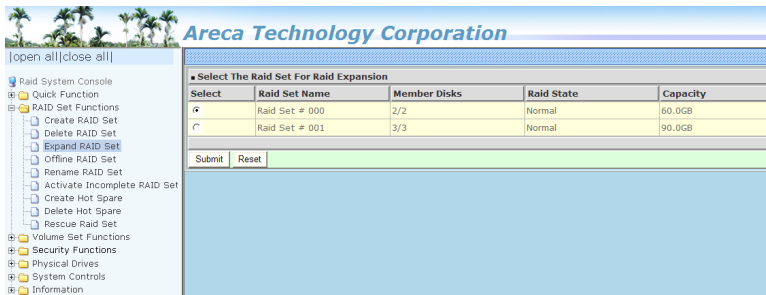 Areca Technology Corporation
|open all|close all|
Raid System Console
Quick Function
RAID Set Functions
Create RAID Set
Delete RAID Set
Expand RAID Set
Offline RAID Set
Rename RAID Set
Activate Incomplete RAID Set
Create Hot Spare
Delete Hot Spare
Rescue Raid Set
Volume Set Functions
Security Functions
Physical Drives
System Controls
Information
Select The Raid Set For Raid Expansion
Select Raid Set Name Member Disks Raid State Capacity
Raid Set # 000 2/2 Normal 60.0GB
Raid Set # 001 3/3 Normal 90.0GB
Submit Reset